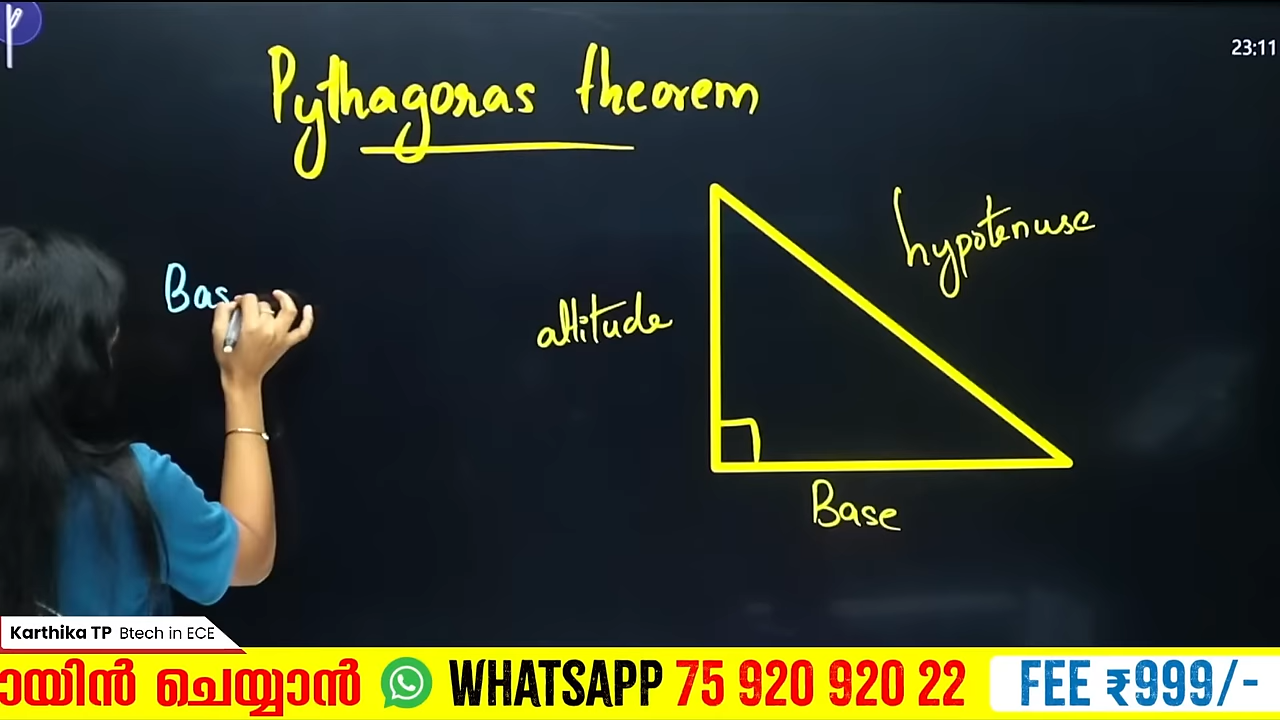 Pythagoras theorem
23:11
hypotenuse
Bas
altitude
Base
Karthika TP Btech in ECE
ായിൻ ചെയ്യാൻ WHATSAPP 75 920 920 22 FEE ₹999/-